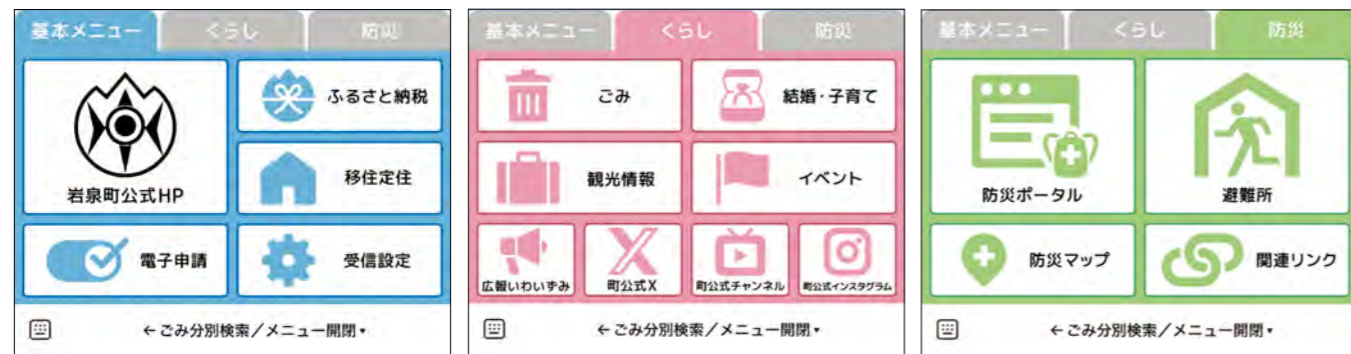 基本メニュー
くらし
防災
岩泉町公式HP
ふるさと納税
移住定住
電子申請
受信設定
←ごみ分別検索/メニュー開閉▾
基本メニュー
くらし
防災
ごみ
結婚・子育て
観光情報
イベント
広報いわいずみ
町公式X
町公式チャンネル
町公式インスタグラム
←ごみ分別検索/メニュー開閉▾
基本メニュー
くらし
防災
防災ポータル
避難所
防災マップ
関連リンク
←ごみ分別検索/メニュー開閉▾